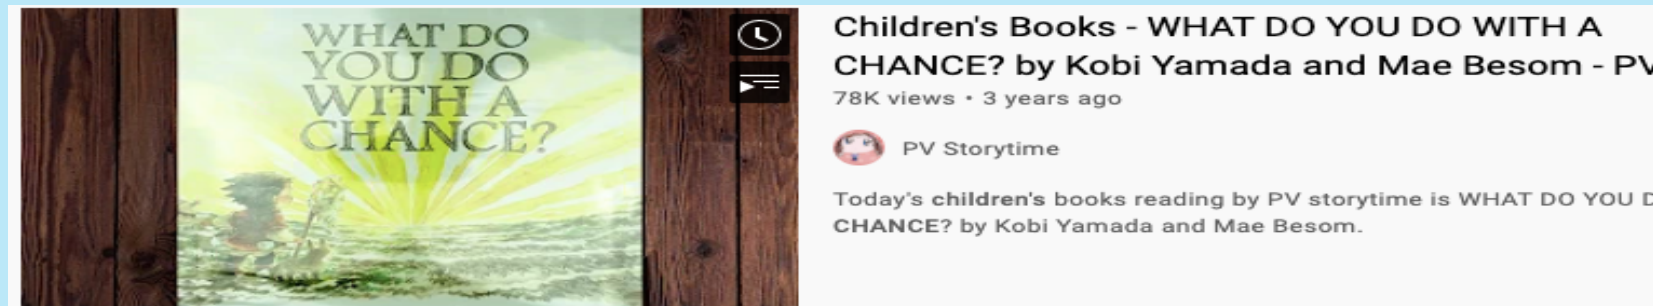 WHAT DO
YOU DO
WITH A
CHANCE?
Children's Books - WHAT DO YOU DO WITH A
CHANCE? by Kobi Yamada and Mae Besom - PV
78K views • 3 years ago
PV Storytime
Today's children's books reading by PV storytime is WHAT DO YOU D
CHANCE? by Kobi Yamada and Mae Besom.